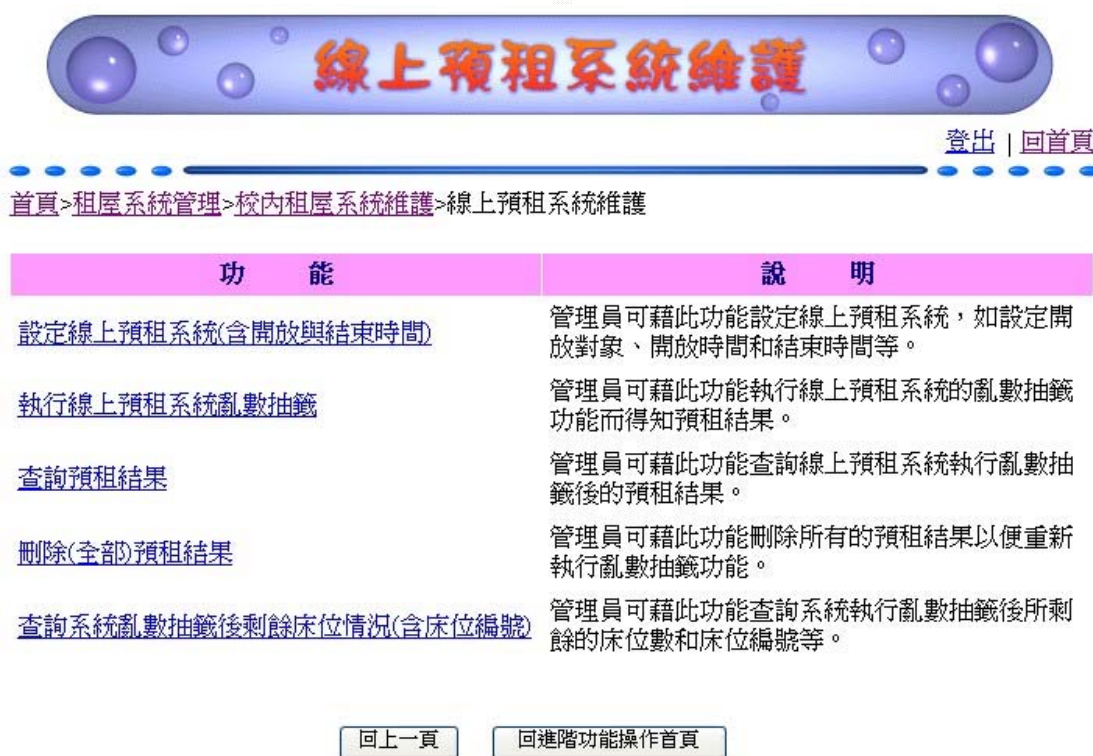 線上預租系統維護
登出 | 回首頁
首頁>租屋系統管理>校內租屋系統維護>線上預租系統維護
功 能 說 明
設定線上預租系統(含開放與結束時間)
管理員可藉此功能設定線上預租系統，如設定開
放對象、開放時間和結束時間等。
執行線上預租系統亂數抽籤
管理員可藉此功能執行線上預租系統的亂數抽籤
功能而得知預租結果。
查詢預租結果
管理員可藉此功能查詢線上預租系統執行亂數抽
籤後的預租結果。
刪除(全部)預租結果
管理員可藉此功能刪除所有的預租結果以便重新
執行亂數抽籤功能。
查詢系統亂數抽籤後剩餘床位情況(含床位編號)
管理員可藉此功能查詢系統執行亂數抽籤後所剩
餘的床位數和床位編號等。
回上一頁 回進階功能操作首頁